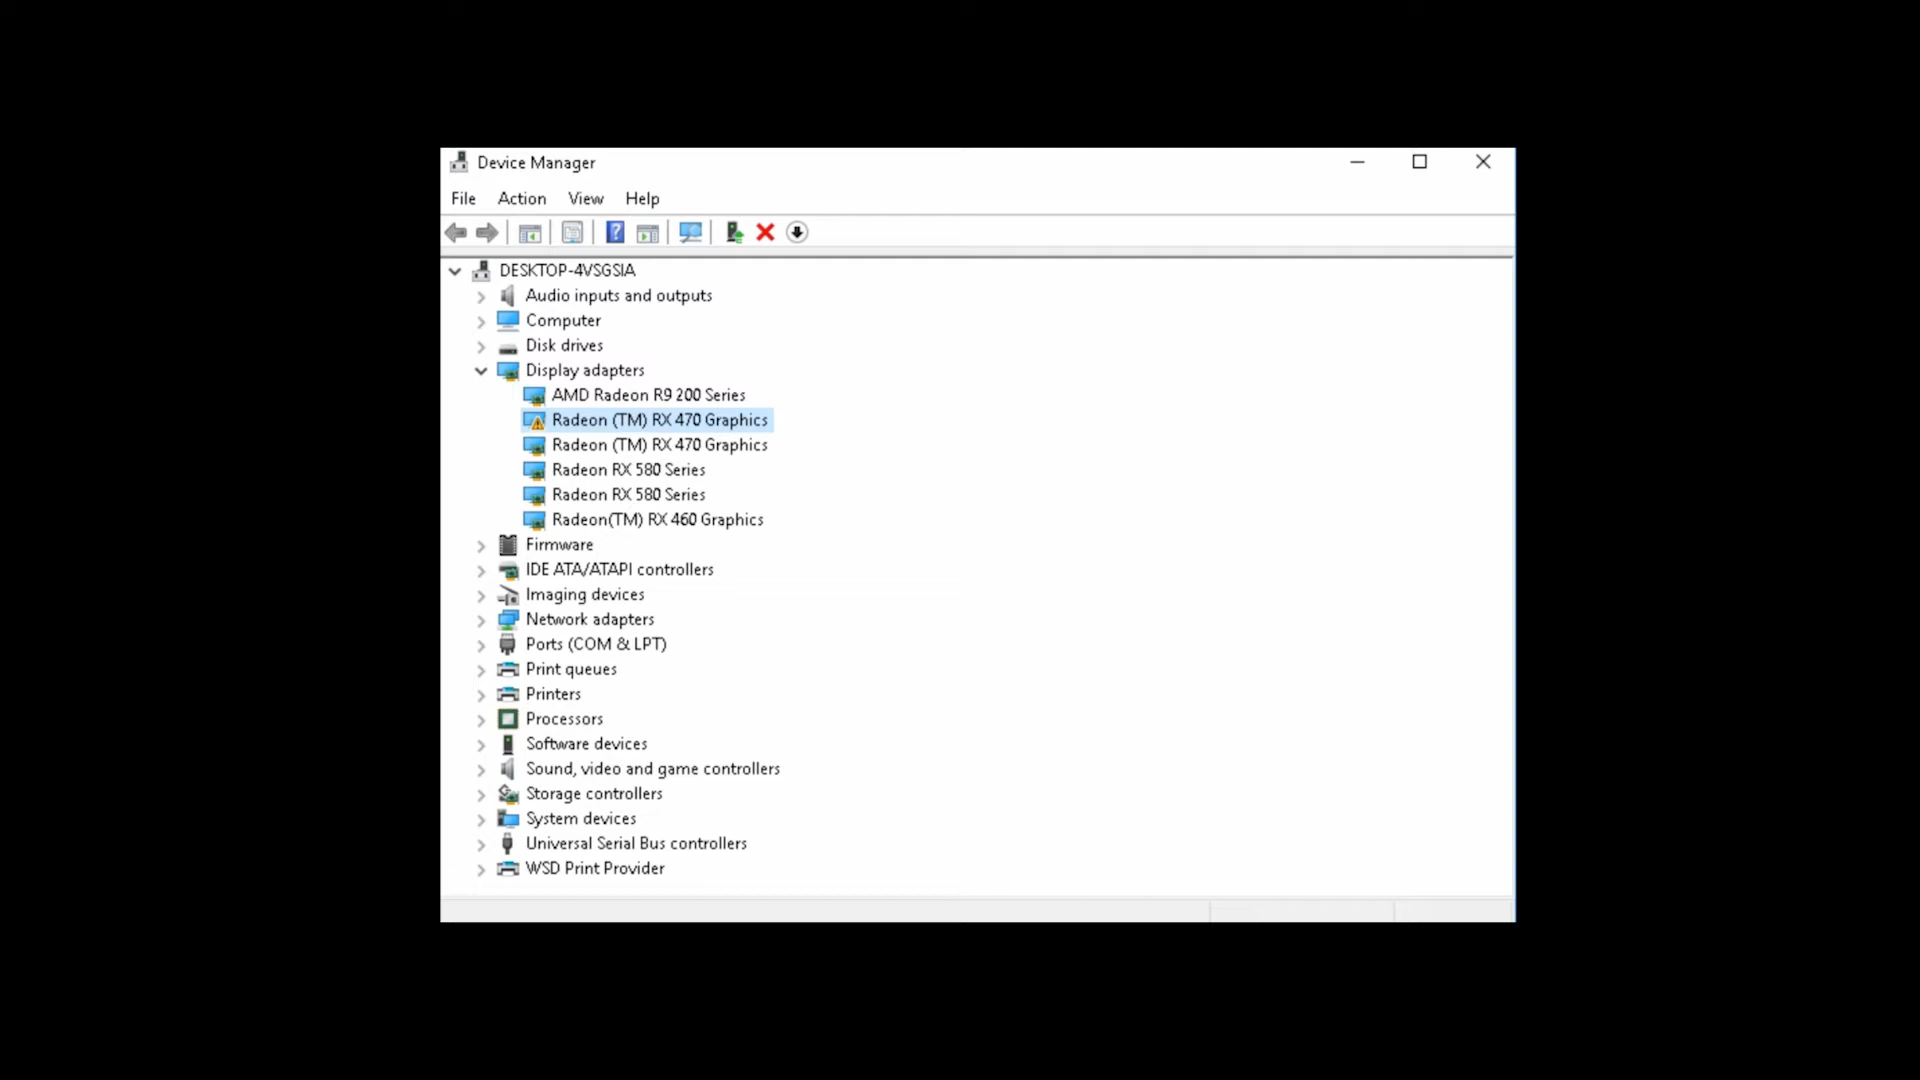 Device Manager
File Action View Help
DESKTOP-4VSGSIA
Audio inputs and outputs
Computer
Disk drives
Display adapters
AMD Radeon R9 200 Series
Radeon (TM) RX 470 Graphics
Radeon (TM) RX 470 Graphics
Radeon RX 580 Series
Radeon RX 580 Series
Radeon(TM) RX 460 Graphics
Firmware
IDE ATA/ATAPI controllers
Imaging devices
Network adapters
Ports (COM & LPT)
Print queues
Printers
Processors
Software devices
Sound, video and game controllers
Storage controllers
System devices
Universal Serial Bus controllers
WSD Print Provider